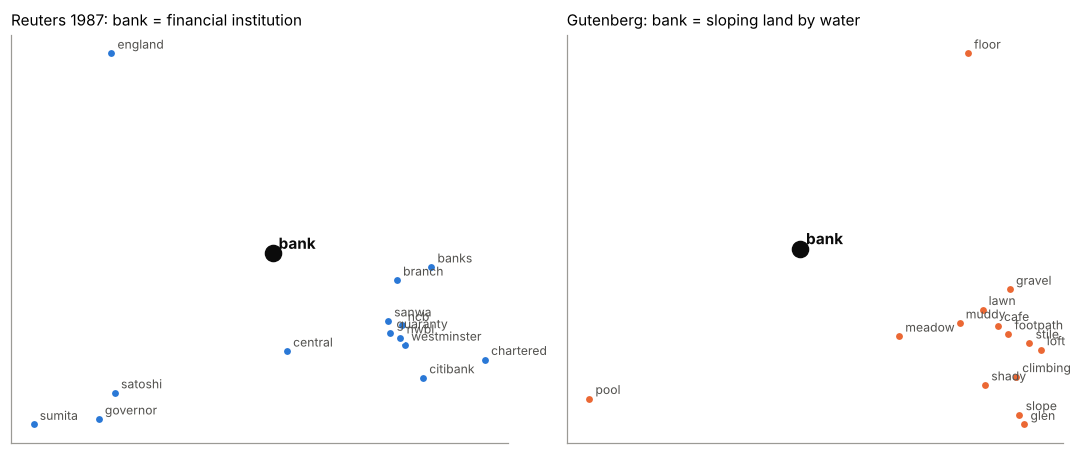 Reuters 1987: bank = financial institution
england
bank
banks
branch
sanwa
ncb
guaranty
nwbl
westminster
central
chartered
citibank
satoshi
governor
sumita
Gutenberg: bank = sloping land by water
floor
bank
gravel
lawn
muddy
cafe
footpath
meadow
stile
loft
climbing
shady
pool
slope
glen